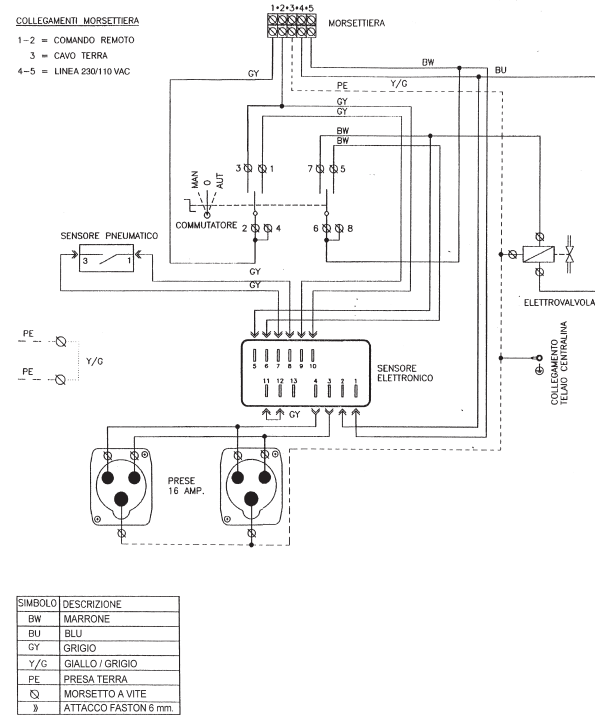 COLLEGAMENTI MORSETTIERA
1-2 = COMANDO REMOTO
3 = CAVO TERRA
4-5 = LINEA 230/110 VAC
1•2•3•4•5
MORSETTIERA
GY
BW
BU
PE
Y/G
GY
GY
BW
BW
3
1
7
5
MAN
O
AUT
COMMUTATORE
2
4
6
8
SENSORE PNEUMATICO
3
1
GY
GY
ELETTROVALVOLA
COLLEGAMENTO
TELAIO CENTRALINA
PE
Y/G
PE
5 6 7 8 9 10
11 12 13 4 3 2 1
SENSORE
ELETTRONICO
GY
PRESE
16 AMP.
SIMBOLO DESCRIZIONE
BW MARRONE
BU BLU
GY GRIGIO
Y/G GIALLO / GRIGIO
PE PRESA TERRA
MORSETTO A VITE
ATTACCO FASTON 6 mm.